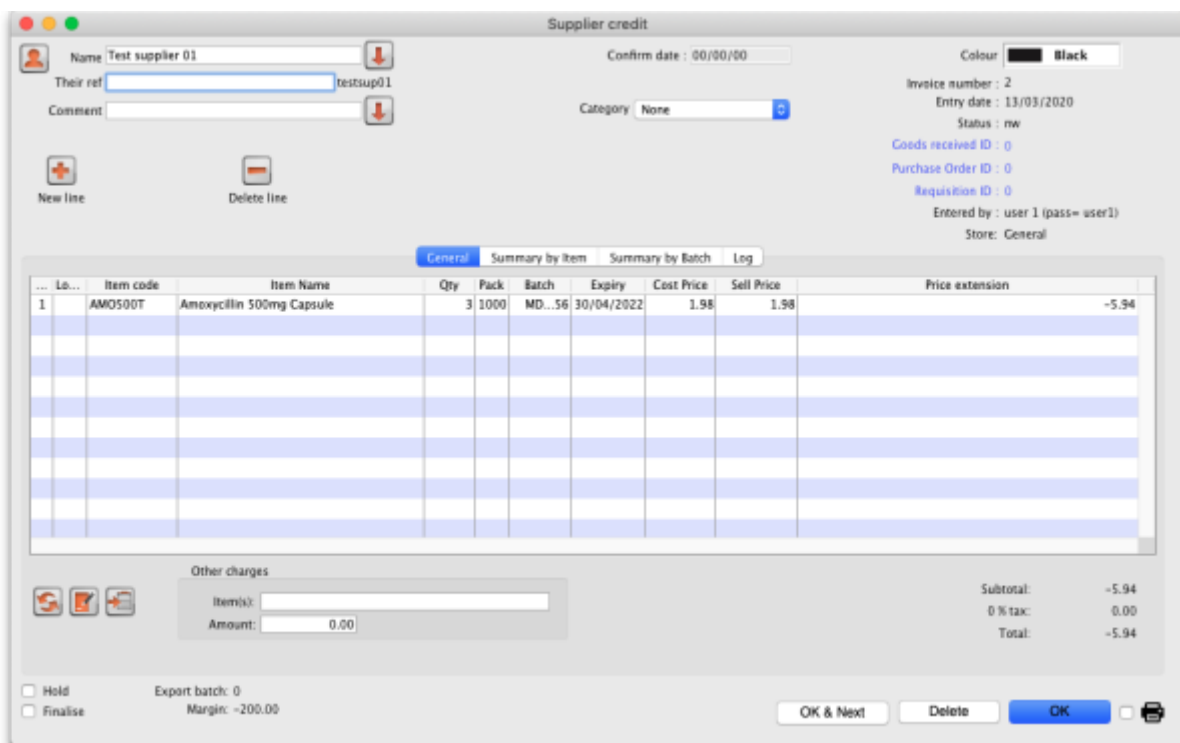 Supplier credit
Name Test supplier 01 Confirm date : 00/00/00 Colour Black
Their ref testsup01 Invoice number : 2
Comment Category None Entry date : 13/03/2020
Status : nw
Goods received ID : 0
Purchase Order ID : 0
Requisition ID : 0
New line Delete line
Entered by : user 1 (pass= user1)
Store: General
General Summary by Item Summary by Batch Log
... Lo... Item code Item Name Qty Pack Batch Expiry Cost Price Sell Price Price extension
1 AMO500T Amoxycillin 500mg Capsule 3 1000 MD...56 30/04/2022 1.98 1.98 -5.94
Other charges
Item(s):
Amount: 0.00
Subtotal: -5.94
0 % tax: 0.00
Total: -5.94
Hold Export batch: 0
Finalise Margin: -200.00
OK & Next Delete OK